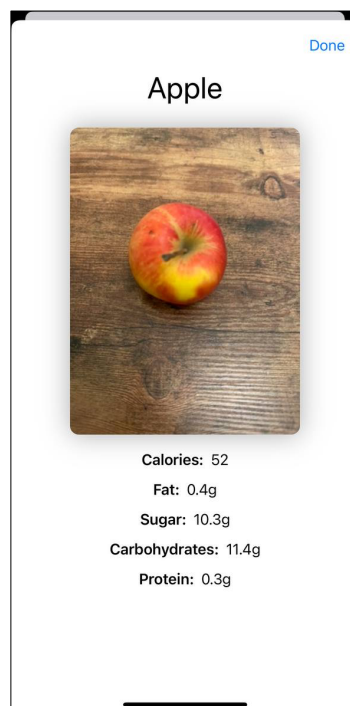 Done
Apple
Calories: 52
Fat: 0.4g
Sugar: 10.3g
Carbohydrates: 11.4g
Protein: 0.3g